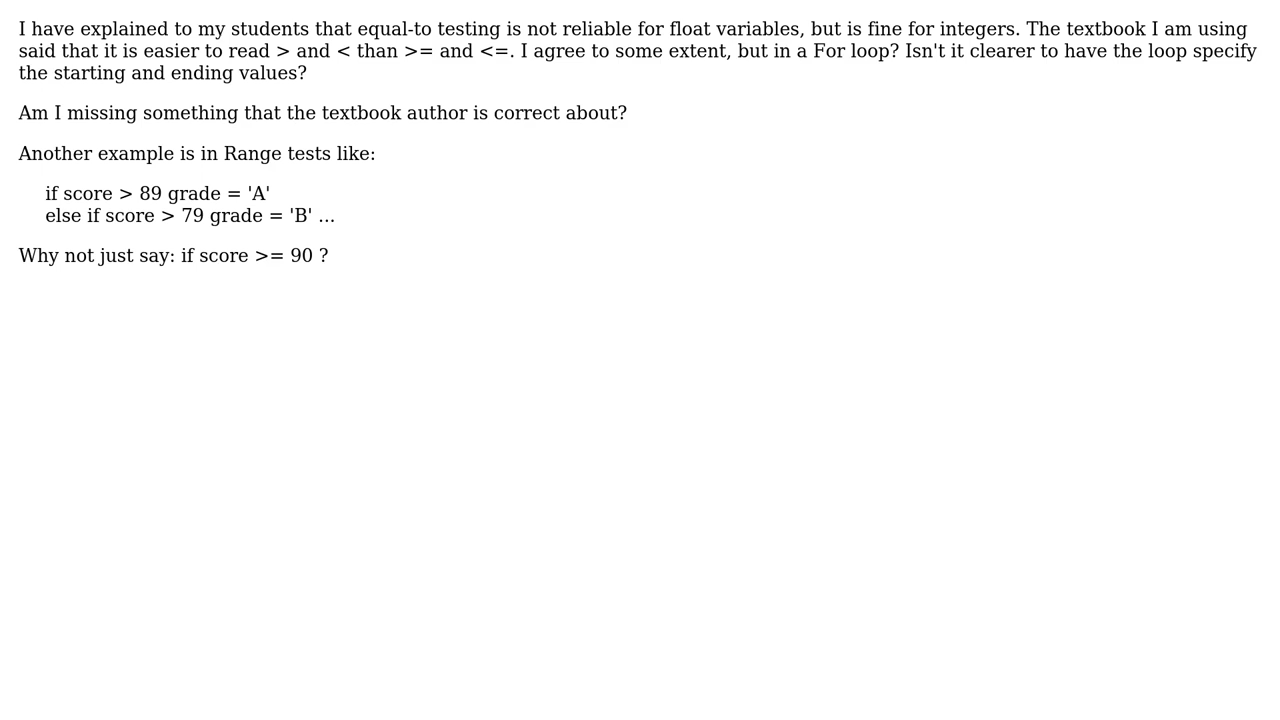 I have explained to my students that equal-to testing is not reliable for float variables, but is fine for integers. The textbook I am using
said that it is easier to read > and < than >= and <=. I agree to some extent, but in a For loop? Isn't it clearer to have the loop specify
the starting and ending values?
Am I missing something that the textbook author is correct about?
Another example is in Range tests like:
if score > 89 grade = 'A'
else if score > 79 grade = 'B' ...
Why not just say: if score >= 90 ?